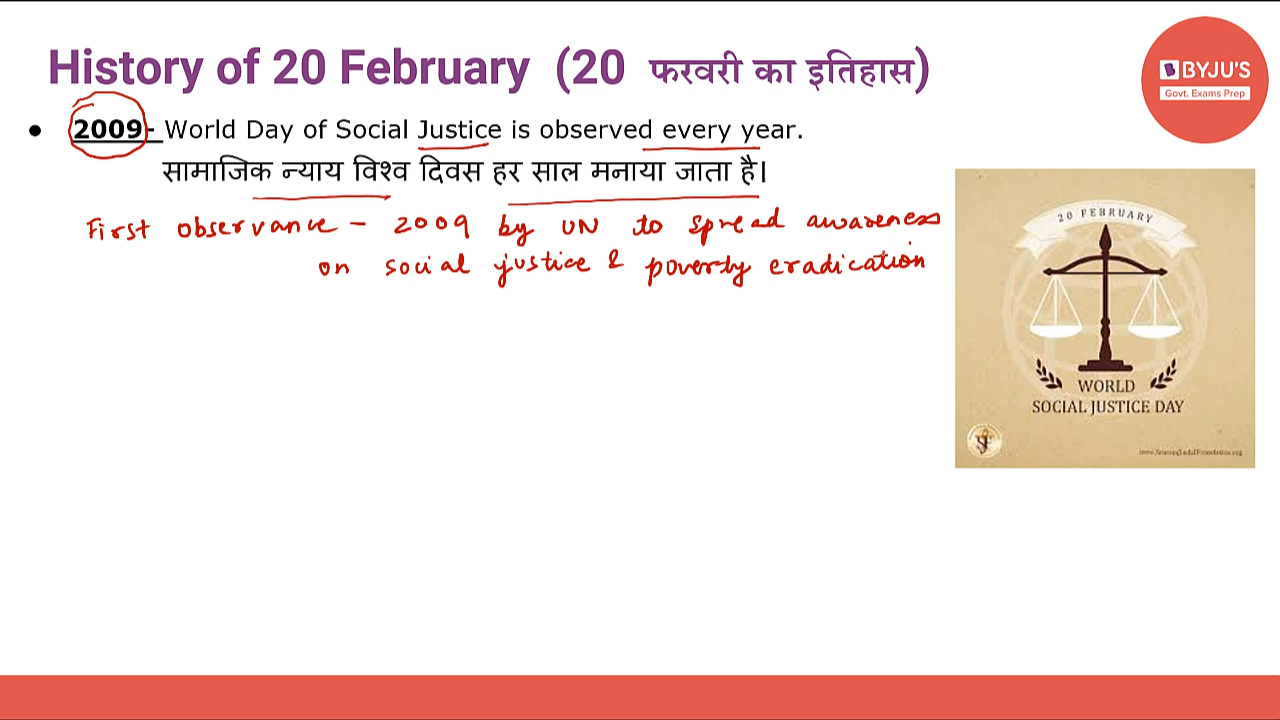 History of 20 February (20 फरवरी का इतिहास)
BYJU'S
Govt. Exams Prep
● 2009- World Day of Social Justice is observed every year.
सामाजिक न्याय विश्व दिवस हर साल मनाया जाता है।
First observance – 2009 by UN to spread awareness
on social justice & poverty eradication
20 FEBRUARY
WORLD
SOCIAL JUSTICE DAY